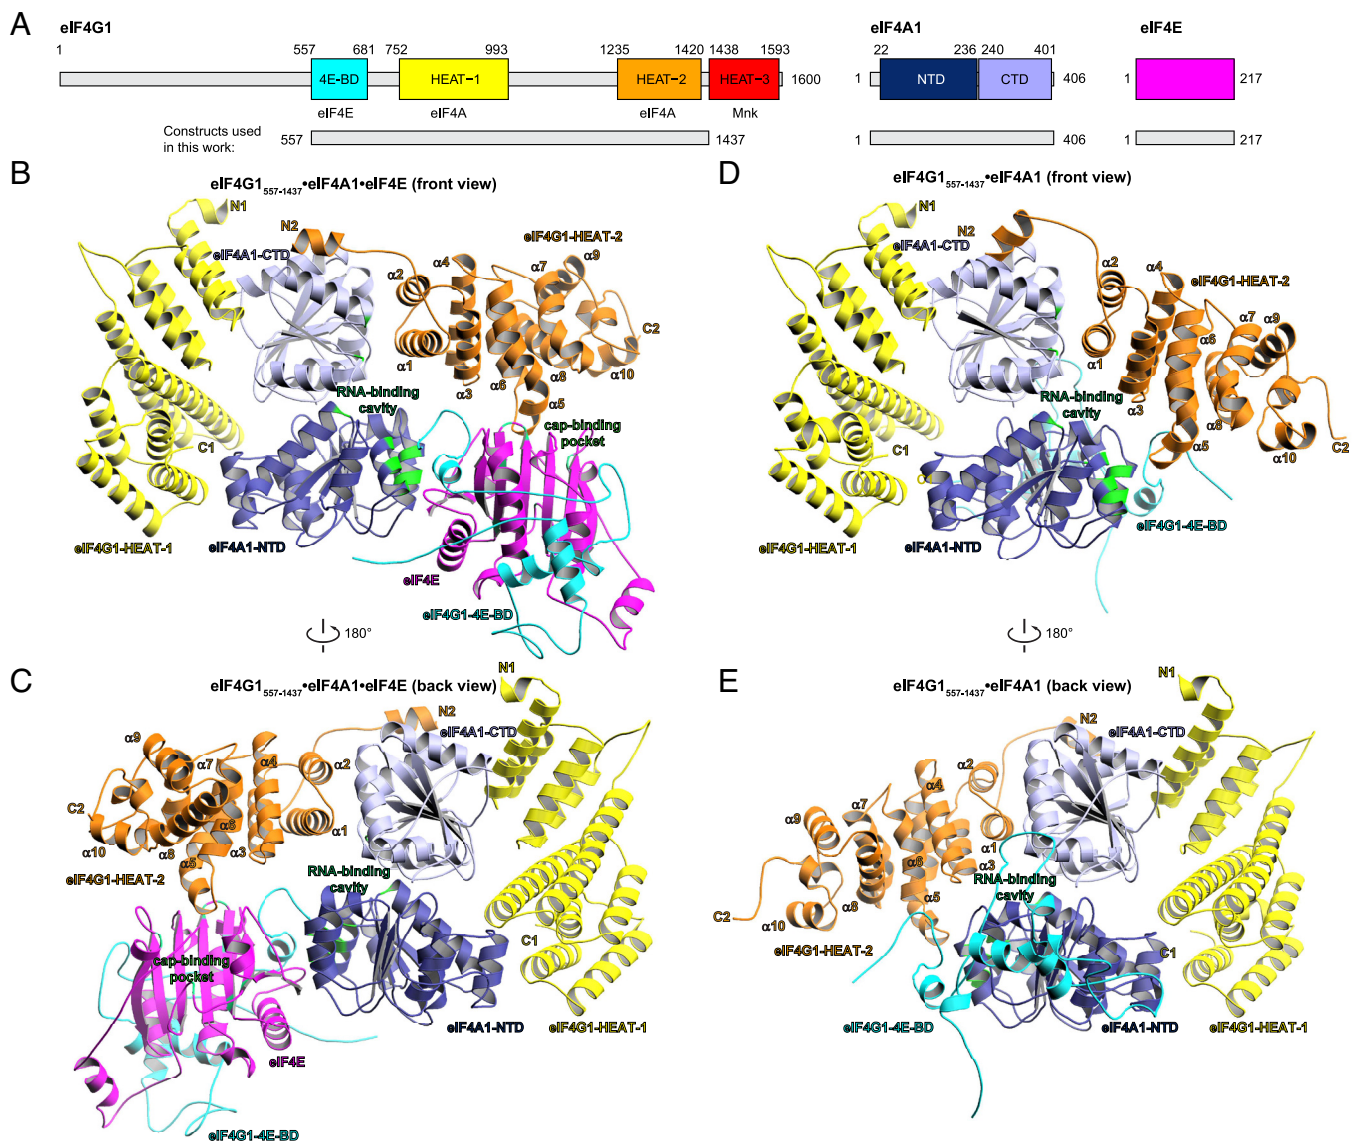 A
eIF4G1
eIF4A1
eIF4E
1
557
681
752
993
1235
1420
1438
1593
22
236
240
401
4E-BD
HEAT−1
HEAT−2
HEAT−3
1600
1
NTD
CTD
406
1
217
eIF4E
eIF4A
eIF4A
Mnk
Constructs used
in this work:
557
1437
1
406
1
217
B
eIF4G1557-1437•eIF4A1•eIF4E (front view)
N1
N2
eIF4A1-CTD
eIF4G1-HEAT-2
α2
α4
α7
α9
C2
α1
α3
α6
α8
α10
α5
RNA-binding
cavity
cap-binding
pocket
C1
eIF4G1-HEAT-1
eIF4A1-NTD
eIF4E
eIF4G1-4E-BD
180°
D
eIF4G1557-1437•eIF4A1 (front view)
N1
N2
eIF4A1-CTD
α2
α4
eIF4G1-HEAT-2
α7
α9
α6
α1
α3
α8
α5
α10
C2
RNA-binding
cavity
C1
eIF4G1-4E-BD
eIF4G1-HEAT-1
eIF4A1-NTD
180°
C
eIF4G1557-1437•eIF4A1•eIF4E (back view)
N1
N2
eIF4A1-CTD
α9
α7
α4
α2
C2
α6
α1
α10
α8
α5
α3
eIF4G1-HEAT-2
RNA-binding
cavity
C1
cap-binding
pocket
eIF4A1-NTD
eIF4G1-HEAT-1
eIF4E
eIF4G1-4E-BD
E
eIF4G1557-1437•eIF4A1 (back view)
N1
N2
eIF4A1-CTD
α2
α4
α7
α9
α1
α6
α3
RNA-binding
cavity
α5
α8
C2
α10
eIF4G1-HEAT-2
C1
eIF4G1-4E-BD
eIF4A1-NTD
eIF4G1-HEAT-1